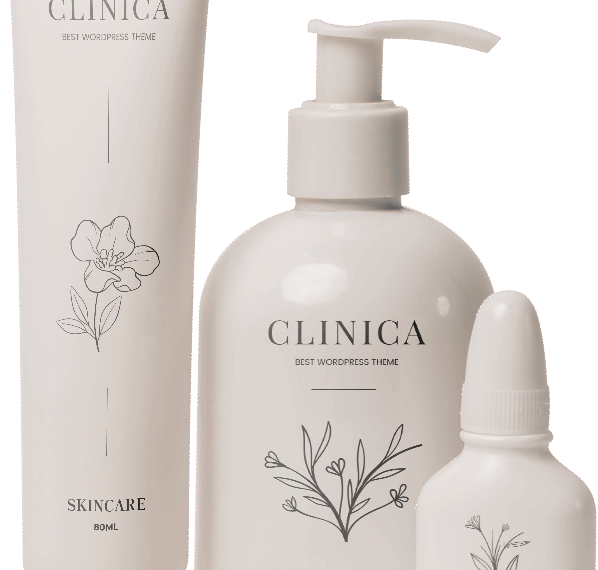 CLINICA
BEST WORDPRESS THEME
SKINCARE
80ML
CLINICA
BEST WORDPRESS THEME